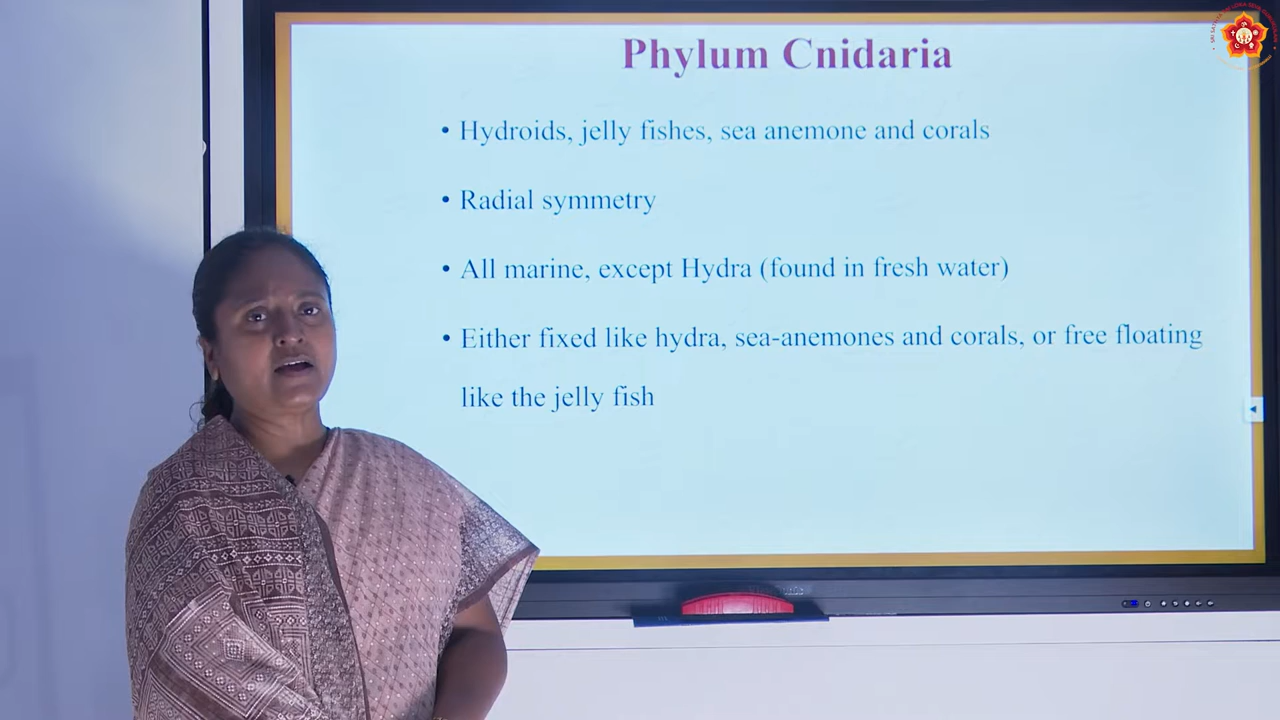 Phylum Cnidaria
• Hydroids, jelly fishes, sea anemone and corals
• Radial symmetry
• All marine, except Hydra (found in fresh water)
• Either fixed like hydra, sea-anemones and corals, or free floating
like the jelly fish